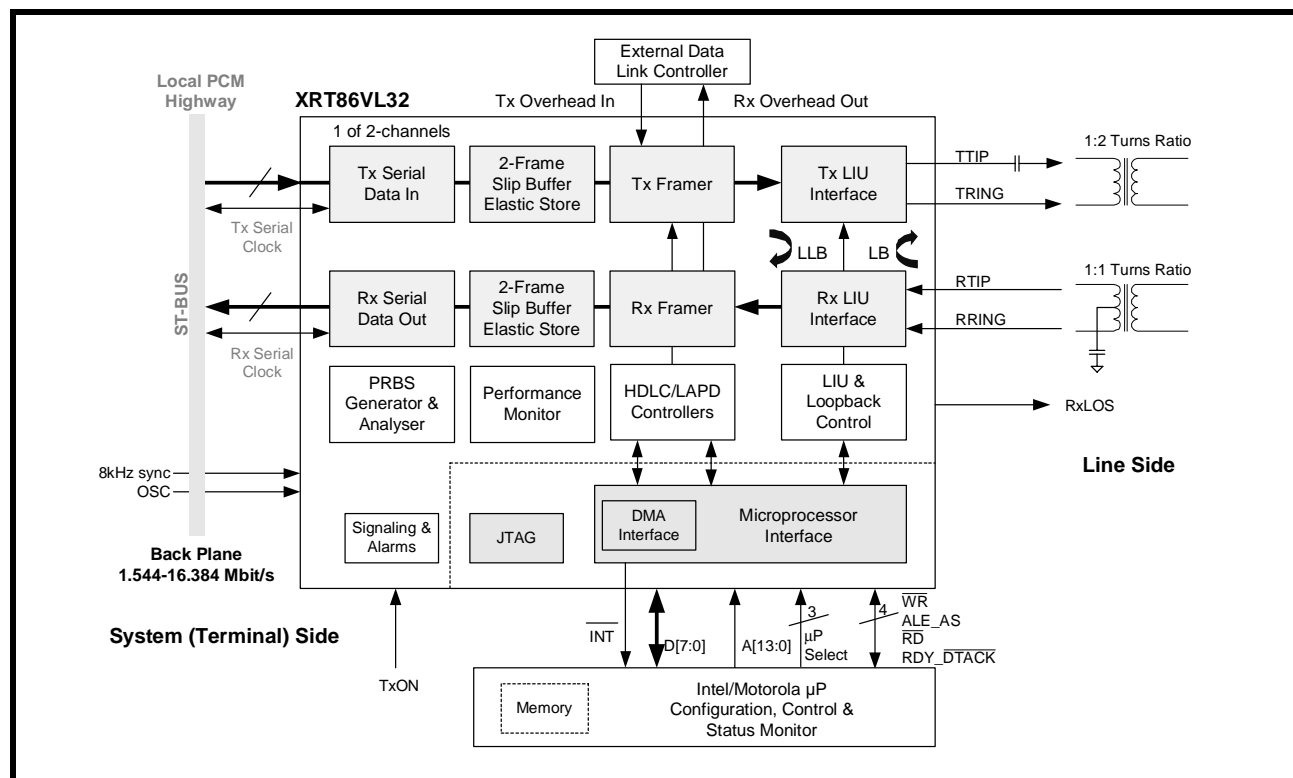 External Data
Link Controller
Local PCM
Highway
XRT86VL32
Tx Overhead In
Rx Overhead Out
1 of 2-channels
Tx Serial
Data In
2-Frame
Slip Buffer
Elastic Store
Tx Framer
Tx LIU
Interface
TTIP
TRING
1:2 Turns Ratio
Tx Serial
Clock
LLB
LB
ST-BUS
Rx Serial
Data Out
2-Frame
Slip Buffer
Elastic Store
Rx Framer
Rx LIU
Interface
RTIP
RRING
1:1 Turns Ratio
Rx Serial
Clock
PRBS
Generator &
Analyser
Performance
Monitor
HDLC/LAPD
Controllers
LIU &
Loopback
Control
RxLOS
Line Side
8kHz sync
OSC
Signaling &
Alarms
JTAG
DMA
Interface
Microprocessor
Interface
Back Plane
1.544-16.384 Mbit/s
System (Terminal) Side
TxON
INT
D[7:0]
A[13:0]
3
µP
Select
4
WR
ALE_AS
RD
RDY_DTACK
Memory
Intel/Motorola µP
Configuration, Control &
Status Monitor